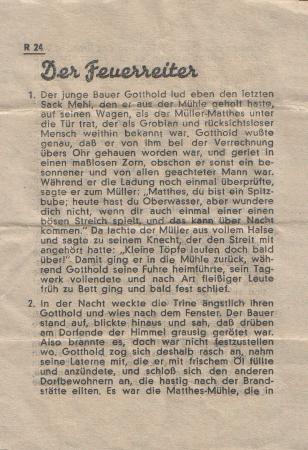 R 24
Der Feuerreiter
1. Der junge Bauer Gotthold lud eben den letzten
Sack Mehl, den er aus der Mühle geholt hatte,
auf seinen Wagen, als der Müller-Matthes unter
die Tür trat, der als Grobian und rücksichtsloser
Mensch weithin bekannt war. Gotthold wußte
genau, daß er von ihm bei der Verrechnung
übers Ohr gehauen worden war, und geriet in
einen maßlosen Zorn, obschon er sonst ein be-
sonnener und von allen geachteter Mann war.
Während er die Ladung noch einmal überprüfte,
sagte er zum Müller: „Matthes, du bist ein Spitz-
bube; heute hast du Oberwasser, aber wundere
dich nicht, wenn dir auch einmal einer einen
bösen Streich spielt, und das kann über Nacht
kommen.” Da lachte der Müller aus vollem Halse
und sagte zu seinem Knecht, der den Streit mit
angehört hatte: „Kleine Töpfe laufen doch bald
über!”. Damit ging er in die Mühle zurück, wäh-
rend Gotthold seine Fuhre heimführte, sein Tag-
werk vollendete und nach Art fleißiger Leute
früh zu Bett ging und bald fest schlief.
2. In der Nacht weckte die Trine ängstlich ihren
Gotthold und wies nach dem Fenster. Der Bauer
stand auf, blickte hinaus und sah, daß drüben
am Dorfende der Himmel grausig gerötet war.
Also brannte es, doch war nicht festzustellen
wo. Gotthold zog sich deshalb rasch an, nahm
seine Laterne mit, die er mit frischem Öl füllte
und anzündete, und schloß sich den anderen
Dorfbewohnern an, die hastig nach der Brand-
stätte eilten. Es war die Matthes-Mühle, die in